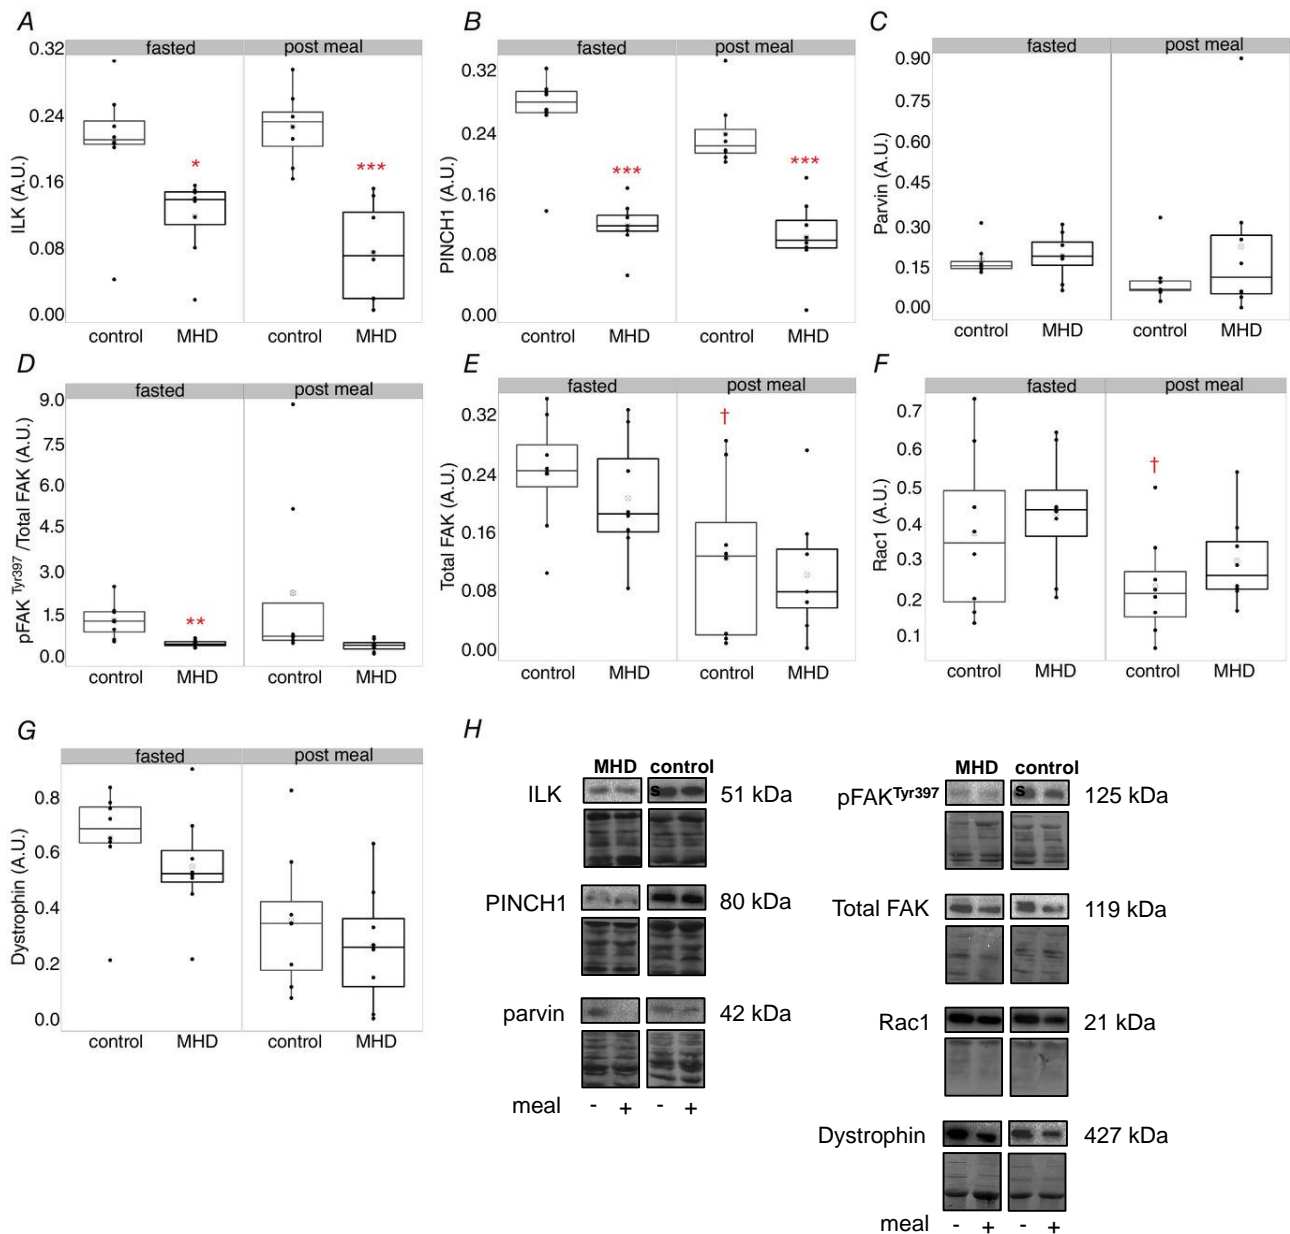 A
fasted post meal
0.32
0.24
0.16
0.08
0.00
ILK (A.U.)
*
***
control MHD control MHD
B
fasted post meal
0.32
0.24
0.16
0.08
0.00
PINCH1 (A.U.)
***
***
control MHD control MHD
C
fasted post meal
0.90
0.75
0.60
0.45
0.30
0.15
0.00
Parvin (A.U.)
control MHD control MHD
D
fasted post meal
9.0
7.5
5.5
4.5
3.0
1.5
0.0
pFAK Tyr397 /Total FAK (A.U.)
**
control MHD control MHD
E
fasted post meal
0.32
0.24
0.16
0.08
0.00
Total FAK (A.U.)
†
control MHD control MHD
F
fasted post meal
0.7
0.6
0.5
0.4
0.3
0.2
0.1
Rac1 (A.U.)
†
control MHD control MHD
G
fasted post meal
0.8
0.6
0.4
0.2
0.0
Dystrophin (A.U.)
control MHD control MHD
H
MHD control
ILK s 51 kDa
PINCH1 80 kDa
parvin 42 kDa
meal - + - +
MHD control
pFAKTyr397 s 125 kDa
Total FAK 119 kDa
Rac1 21 kDa
Dystrophin 427 kDa
meal - + - +